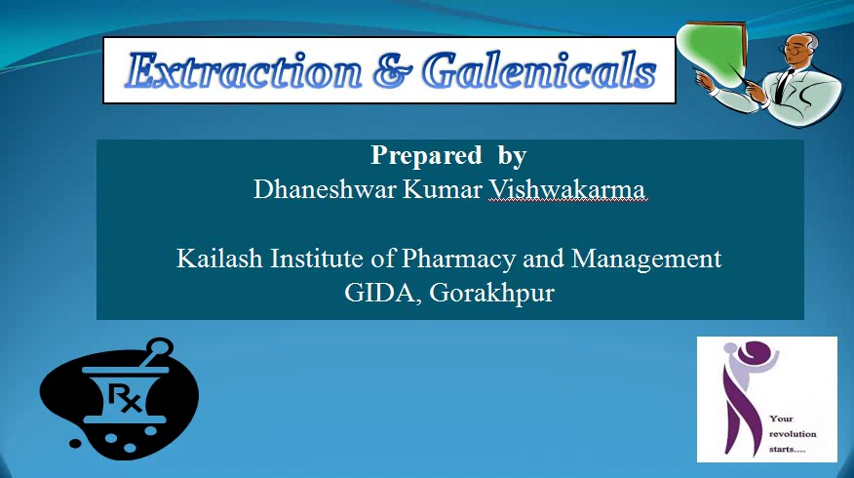 Extraction & Galenicals
Prepared by
Dhaneshwar Kumar Vishwakarma
Kailash Institute of Pharmacy and Management
GIDA, Gorakhpur
Rx
Your
revolution
starts....